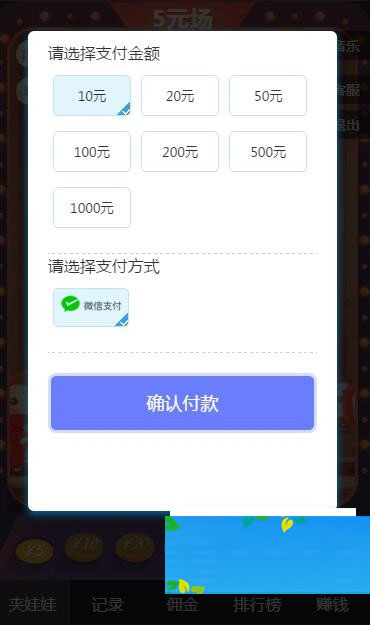 5元场
音乐
客服
退出
请选择支付金额
10元 20元 50元
100元 200元 500元
1000元
请选择支付方式
微信支付
确认付款
¥5 ¥10 ¥20
夹娃娃 记录 佣金 排行榜 赚钱